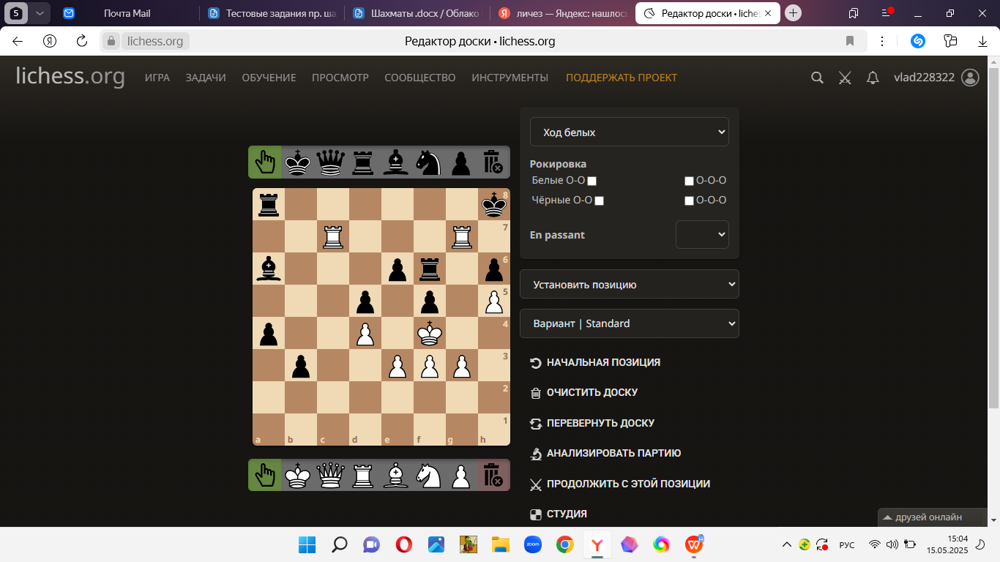 5
Почта Mail
Тестовые задания пр. ша
Шахматы .docx / Облако
личез — Яндекс: нашлос
Редактор доски • liches
lichess.org
Редактор доски • lichess.org
lichess.org ИГРА ЗАДАЧИ ОБУЧЕНИЕ ПРОСМОТР СООБЩЕСТВО ИНСТРУМЕНТЫ ПОДДЕРЖАТЬ ПРОЕКТ vlad228322
Ход белых
Рокировка
Белые O-O O-O-O
Чёрные O-O O-O-O
En passant
Установить позицию
Вариант | Standard
НАЧАЛЬНАЯ ПОЗИЦИЯ
ОЧИСТИТЬ ДОСКУ
ПЕРЕВЕРНУТЬ ДОСКУ
АНАЛИЗИРОВАТЬ ПАРТИЮ
ПРОДОЛЖИТЬ С ЭТОЙ ПОЗИЦИИ
СТУДИЯ
8
7
6
5
4
3
2
1
a b c d e f g h
друзей онлайн
zoom
РУС
15:04
15.05.2025